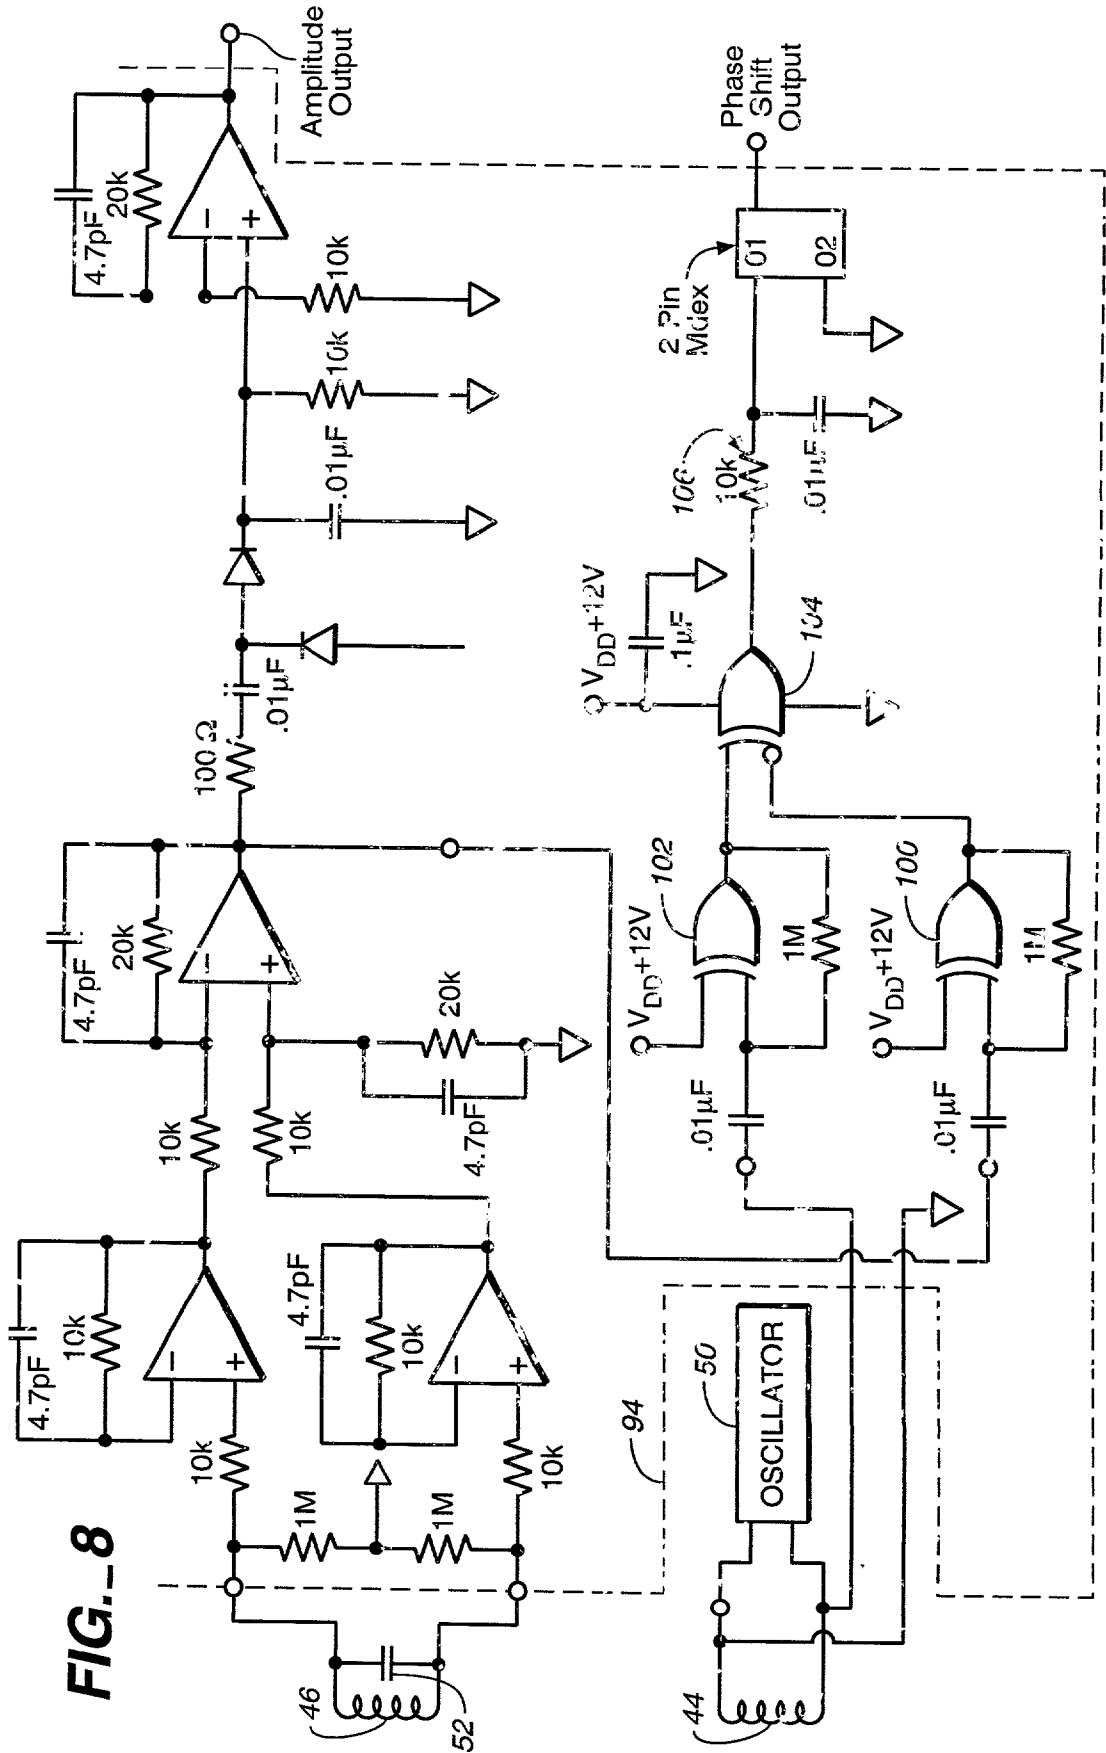 FIG._8
4.7pF
10k
10k
1M
1M
10k
46
52
4.7pF
10k
−
+
−
+
10k
10k
4.7pF
20k
−
+
20k
4.7pF
100 Ω
.01µF
.01µF
10k
10k
4.7pF
20k
−
+
Amplitude
Output
44
OSCILLATOR
50
94
.01µF
VDD+12V
102
1M
.01µF
VDD+12V
100
1M
VDD+12V
.1µF
104
106
10k
.01µF
2 Pin
Molex
01
02
Phase
Shift
Output